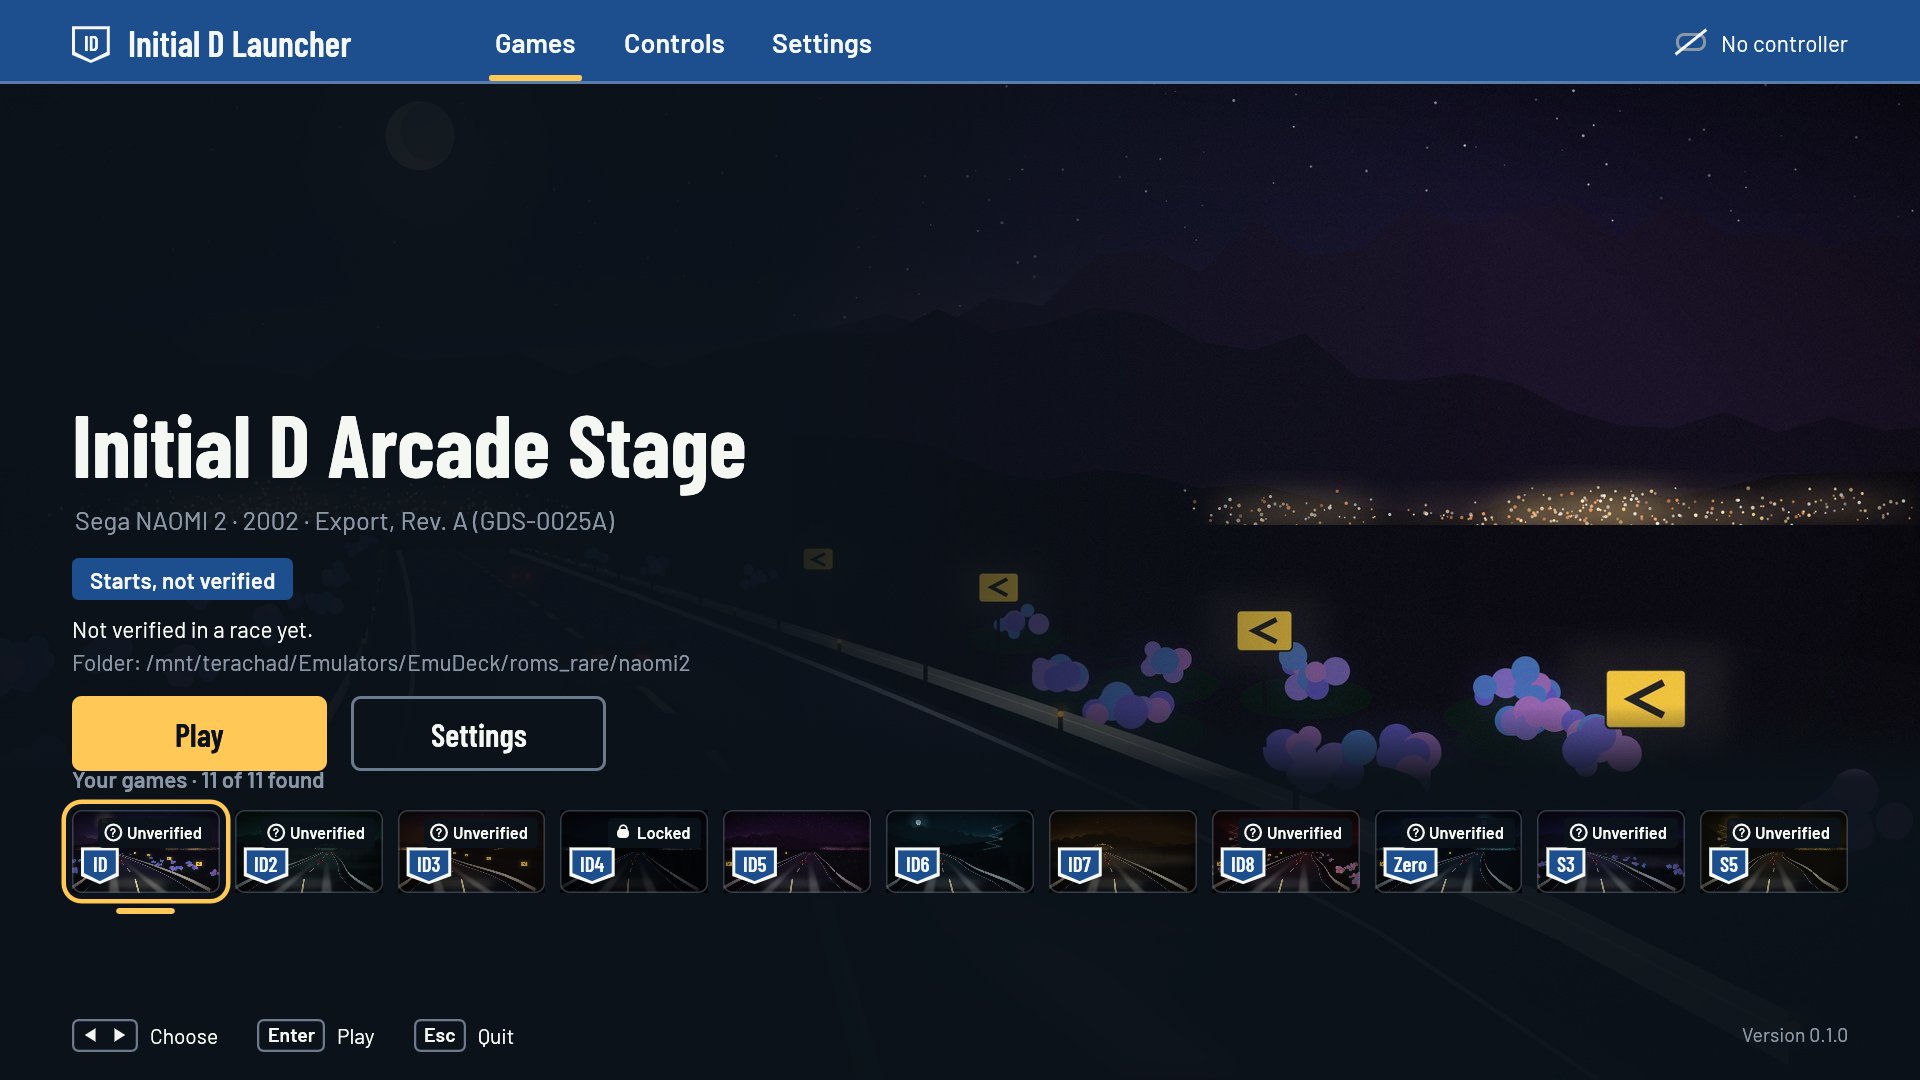 ID Initial D Launcher
Games Controls Settings
No controller
Initial D Arcade Stage
Sega NAOMI 2 · 2002 · Export, Rev. A (GDS-0025A)
Starts, not verified
Not verified in a race yet.
Folder: /mnt/terachad/Emulators/EmuDeck/roms_rare/naomi2
Play Settings
Your games · 11 of 11 found
Unverified Unverified Unverified Locked Unverified Unverified Unverified Unverified
ID ID2 ID3 ID4 ID5 ID6 ID7 ID8 Zero S3 S5
Choose Enter Play Esc Quit
Version 0.1.0